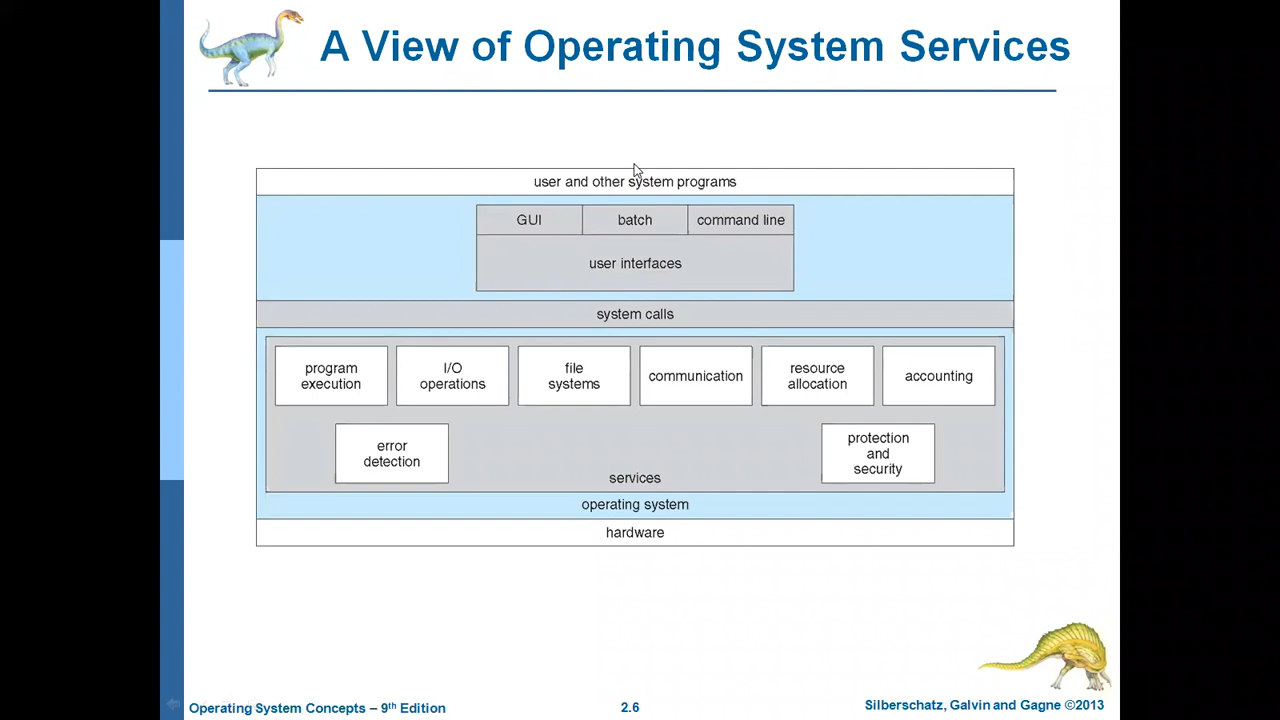 A View of Operating System Services
user and other system programs
GUI
batch
command line
user interfaces
system calls
program
execution
I/O
operations
file
systems
communication
resource
allocation
accounting
error
detection
protection
and
security
services
operating system
hardware
Operating System Concepts – 9th Edition
2.6
Silberschatz, Galvin and Gagne ©2013